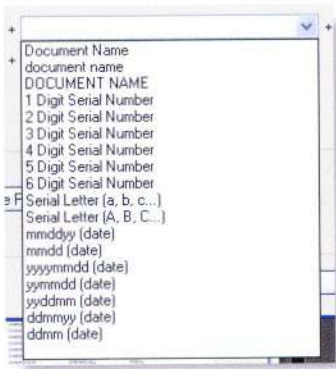 + +
Document Name
+ document name
DOCUMENT NAME
1 Digit Serial Number
2 Digit Serial Number
3 Digit Serial Number
4 Digit Serial Number
5 Digit Serial Number
6 Digit Serial Number
e F Serial Letter (a, b, c...)
Serial Letter (A, B, C...)
mmddyy (date)
mmdd (date)
yyyymmdd (date)
yymmdd (date)
yyddmm (date)
ddmmyy (date)
ddmm (date)